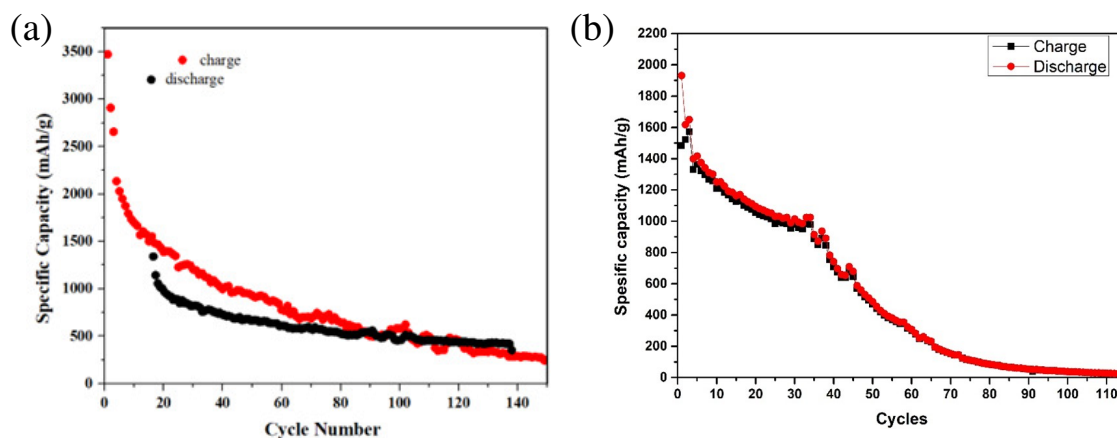 (a)
charge
discharge
3500
3000
2500
2000
1500
1000
500
0
Specific Capacity (mAh/g)
0 20 40 60 80 100 120 140
Cycle Number
(b)
Charge
Discharge
2200
2000
1800
1600
1400
1200
1000
800
600
400
200
0
Spesific capacity (mAh/g)
0 10 20 30 40 50 60 70 80 90 100 110
Cycles